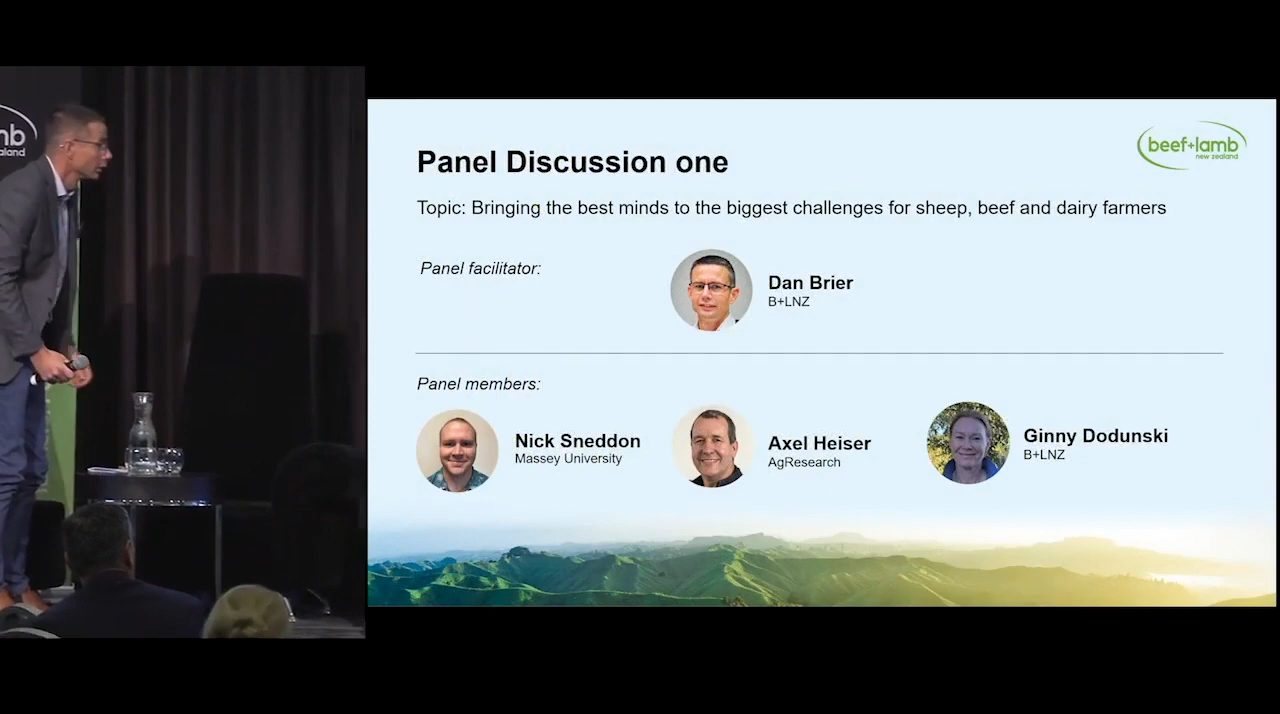 mb
aland
Panel Discussion one
beef+lamb
new zealand
Topic: Bringing the best minds to the biggest challenges for sheep, beef and dairy farmers
Panel facilitator:
Dan Brier
B+LNZ
Panel members:
Nick Sneddon
Massey University
Axel Heiser
AgResearch
Ginny Dodunski
B+LNZ